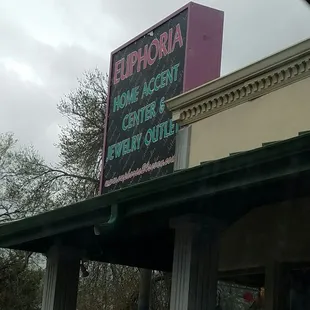 EUPHORIA
HOME ACCENT
CENTER &
JEWELRY OUTLET